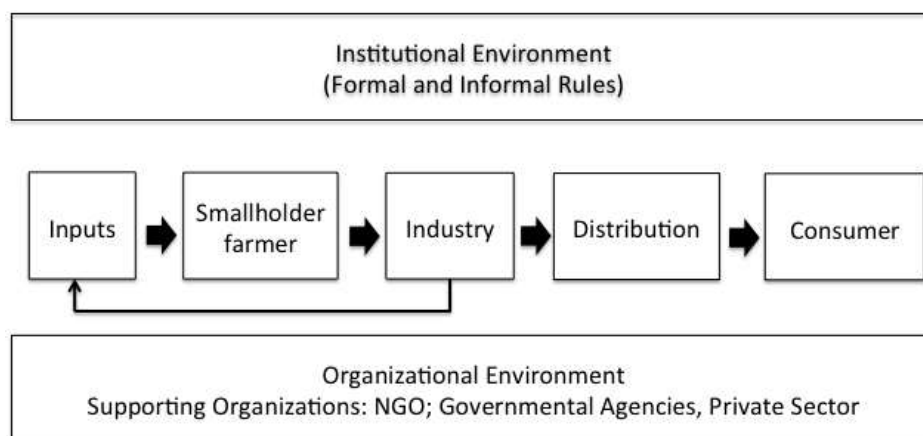 Institutional Environment
(Formal and Informal Rules)
Inputs
Smallholder
farmer
Industry
Distribution
Consumer
Organizational Environment
Supporting Organizations: NGO; Governmental Agencies, Private Sector